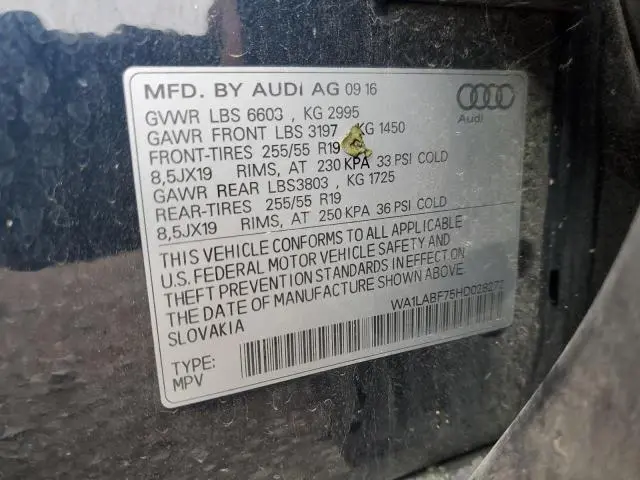 MFD. BY AUDI AG 09 16
GVWR LBS 6603 , KG 2995
GAWR FRONT LBS 3197 KG 1450
FRONT-TIRES 255/55 R19
8,5JX19 RIMS, AT 230 KPA 33 PSI COLD
GAWR REAR LBS3803 , KG 1725
REAR-TIRES 255/55 R19
8,5JX19 RIMS, AT 250 KPA 36 PSI COLD
THIS VEHICLE CONFORMS TO ALL APPLICABLE
U.S. FEDERAL MOTOR VEHICLE SAFETY AND
THEFT PREVENTION STANDARDS IN EFFECT ON
THE DATE OF MANUFACTURE SHOWN ABOVE
SLOVAKIA
TYPE:
MPV
Audi